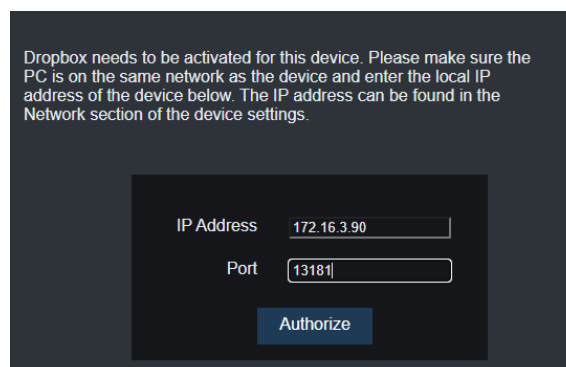 Dropbox needs to be activated for this device. Please make sure the
PC is on the same network as the device and enter the local IP
address of the device below. The IP address can be found in the
Network section of the device settings.
IP Address 172.16.3.90
Port 13181
Authorize